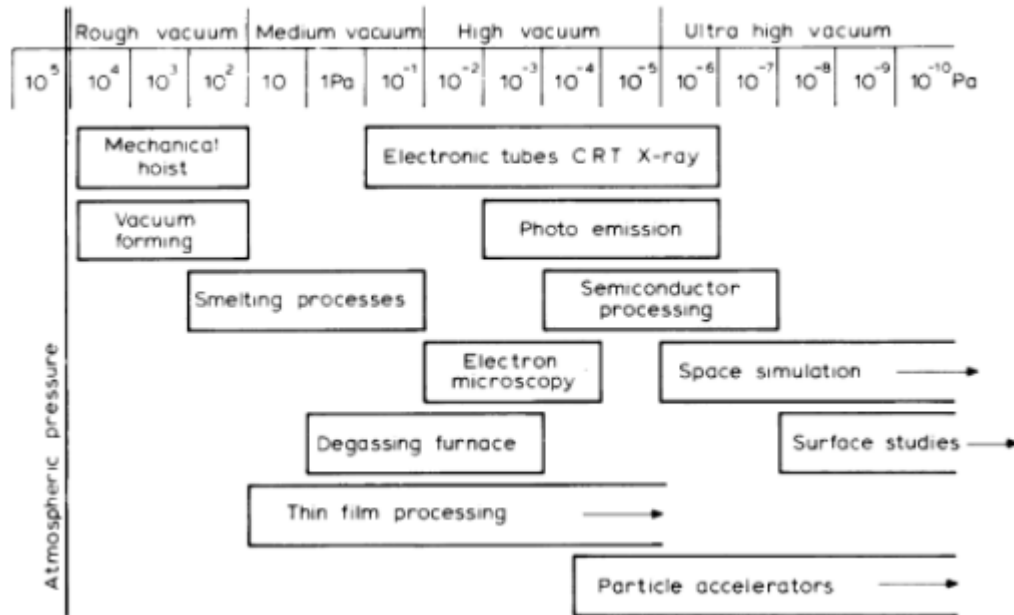 Rough vacuum Medium vacuum High vacuum Ultra high vacuum
10⁵ 10⁴ 10³ 10² 10 1Pa 10⁻¹ 10⁻² 10⁻³ 10⁻⁴ 10⁻⁵ 10⁻⁶ 10⁻⁷ 10⁻⁸ 10⁻⁹ 10⁻¹⁰ Pa
Mechanical
hoist
Electronic tubes CRT X-ray
Vacuum
forming
Photo emission
Smelting processes
Semiconductor
processing
Electron
microscopy
Space simulation
Degassing furnace
Surface studies
Thin film processing
Particle accelerators
Atmospheric pressure